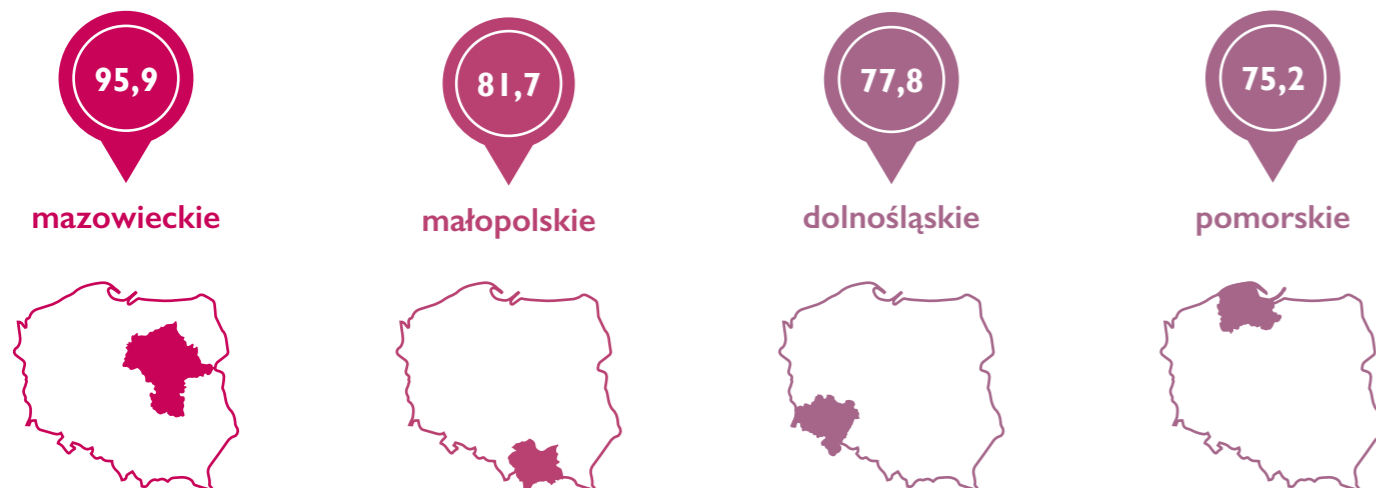 95,9
81,7
77,8
75,2
mazowieckie
małopolskie
dolnośląskie
pomorskie